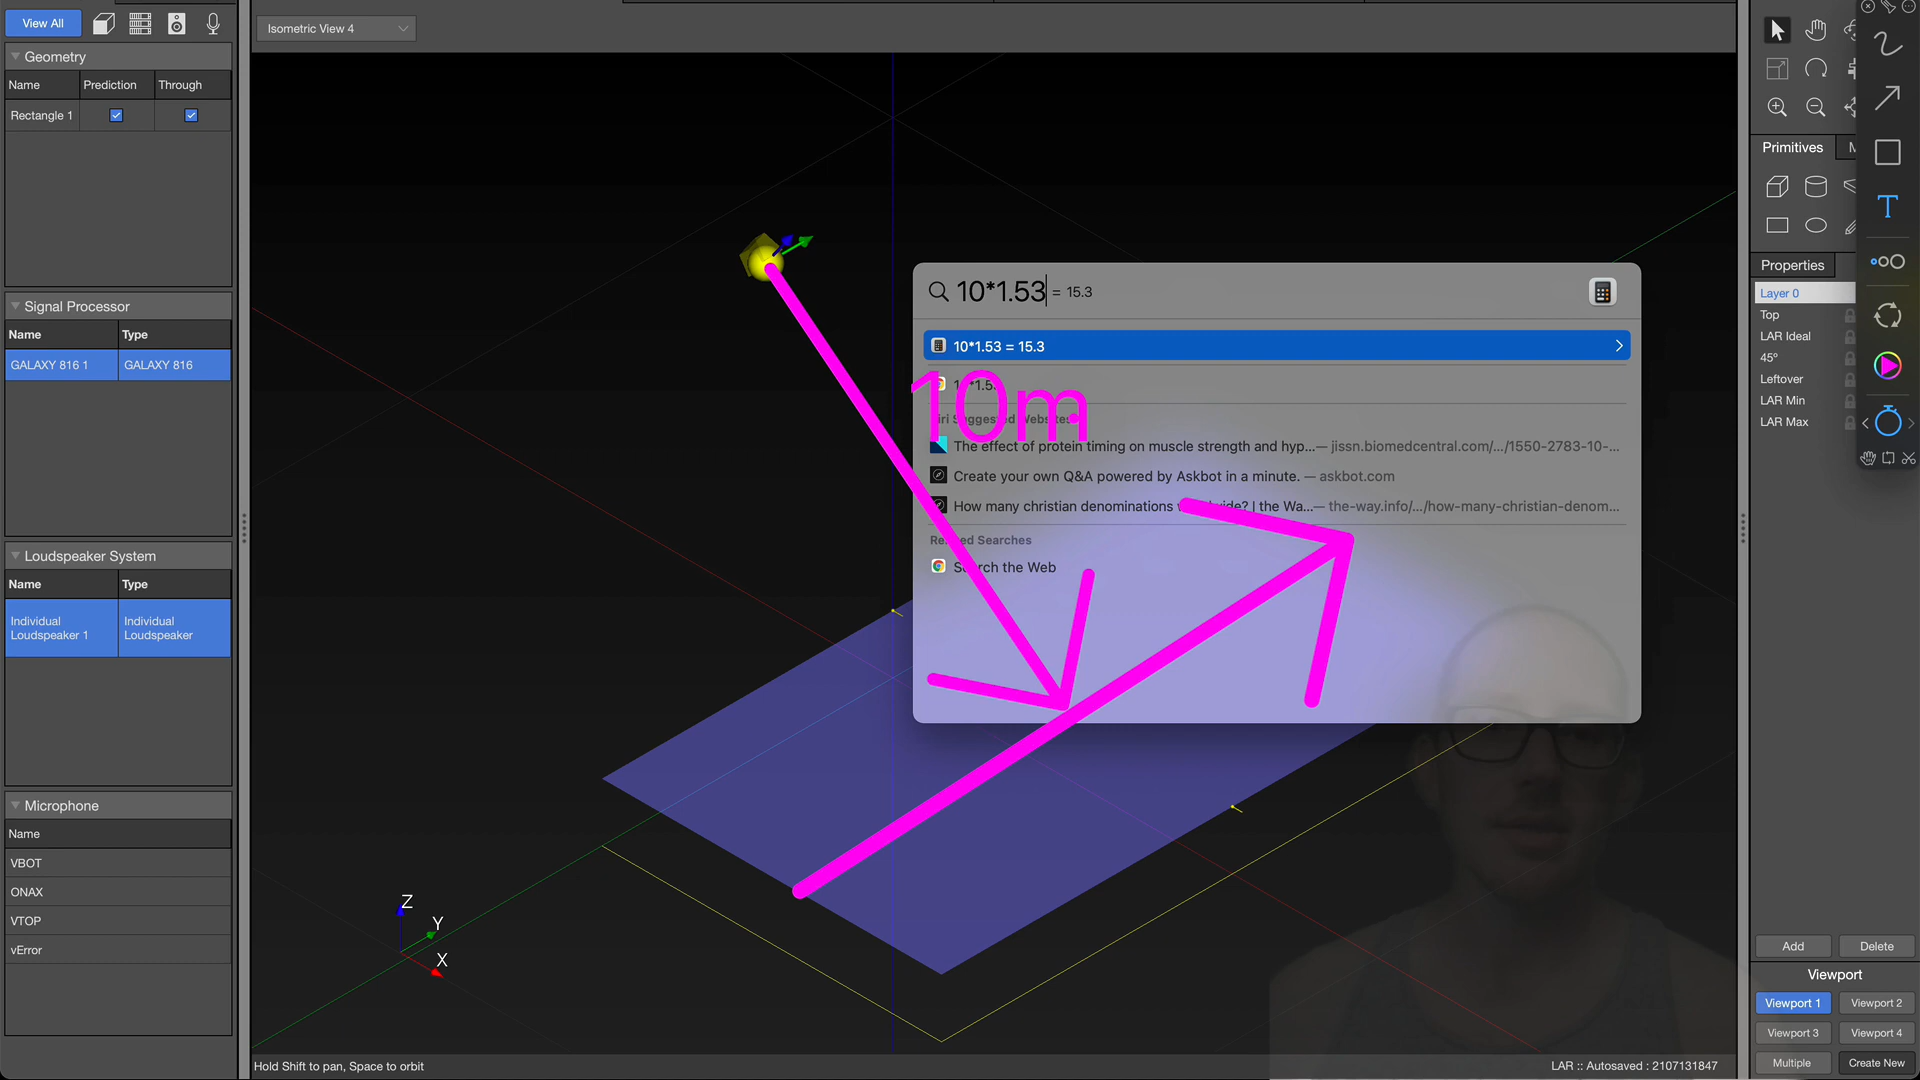 View All
Geometry
Name Prediction Through
Rectangle 1
Signal Processor
Name Type
GALAXY 816 1 GALAXY 816
Loudspeaker System
Name Type
Individual Individual
Loudspeaker 1 Loudspeaker
Microphone
Name
VBOT
ONAX
VTOP
vError
Isometric View 4
10*1.53 = 15.3
10*1.53 = 15.3
10m
The effect of protein timing on muscle strength and hyp...— jissn.biomedcentral.com/.../1550-2783-10-...
Create your own Q&A powered by Askbot in a minute. — askbot.com
How many christian denominations | the Wa...— the-way.info/.../how-many-christian-denom...
Searches
Search the Web
Z
Y
X
Hold Shift to pan, Space to orbit
LAR :: Autosaved : 2107131847
Primitives
Properties
Layer 0
Top
LAR Ideal
45º
Leftover
LAR Min
LAR Max
Add Delete
Viewport
Viewport 1 Viewport 2
Viewport 3 Viewport 4
Multiple Create New